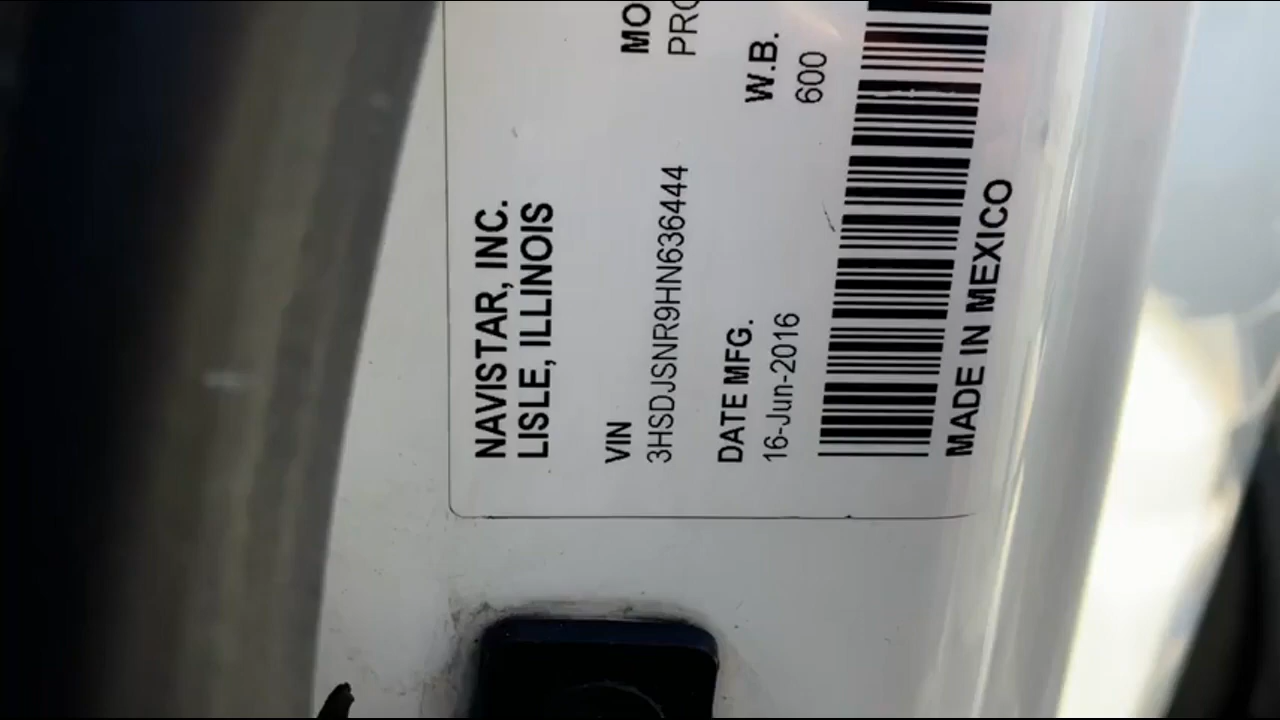 NAVISTAR, INC.
LISLE, ILLINOIS
VIN
3HSDJSNR9HN636444
DATE MFG.
16-Jun-2016
W.B.
600
MADE IN MEXICO